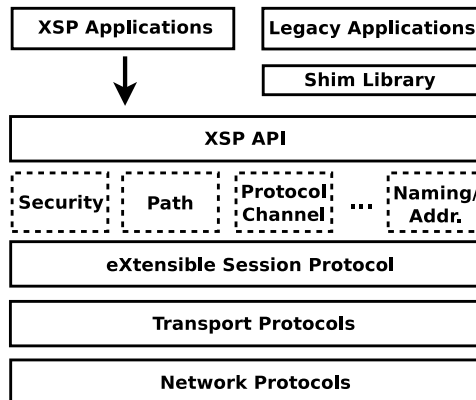 XSP Applications
Legacy Applications
Shim Library
XSP API
Security
Path
Protocol
Channel
...
Naming/
Addr.
eXtensible Session Protocol
Transport Protocols
Network Protocols